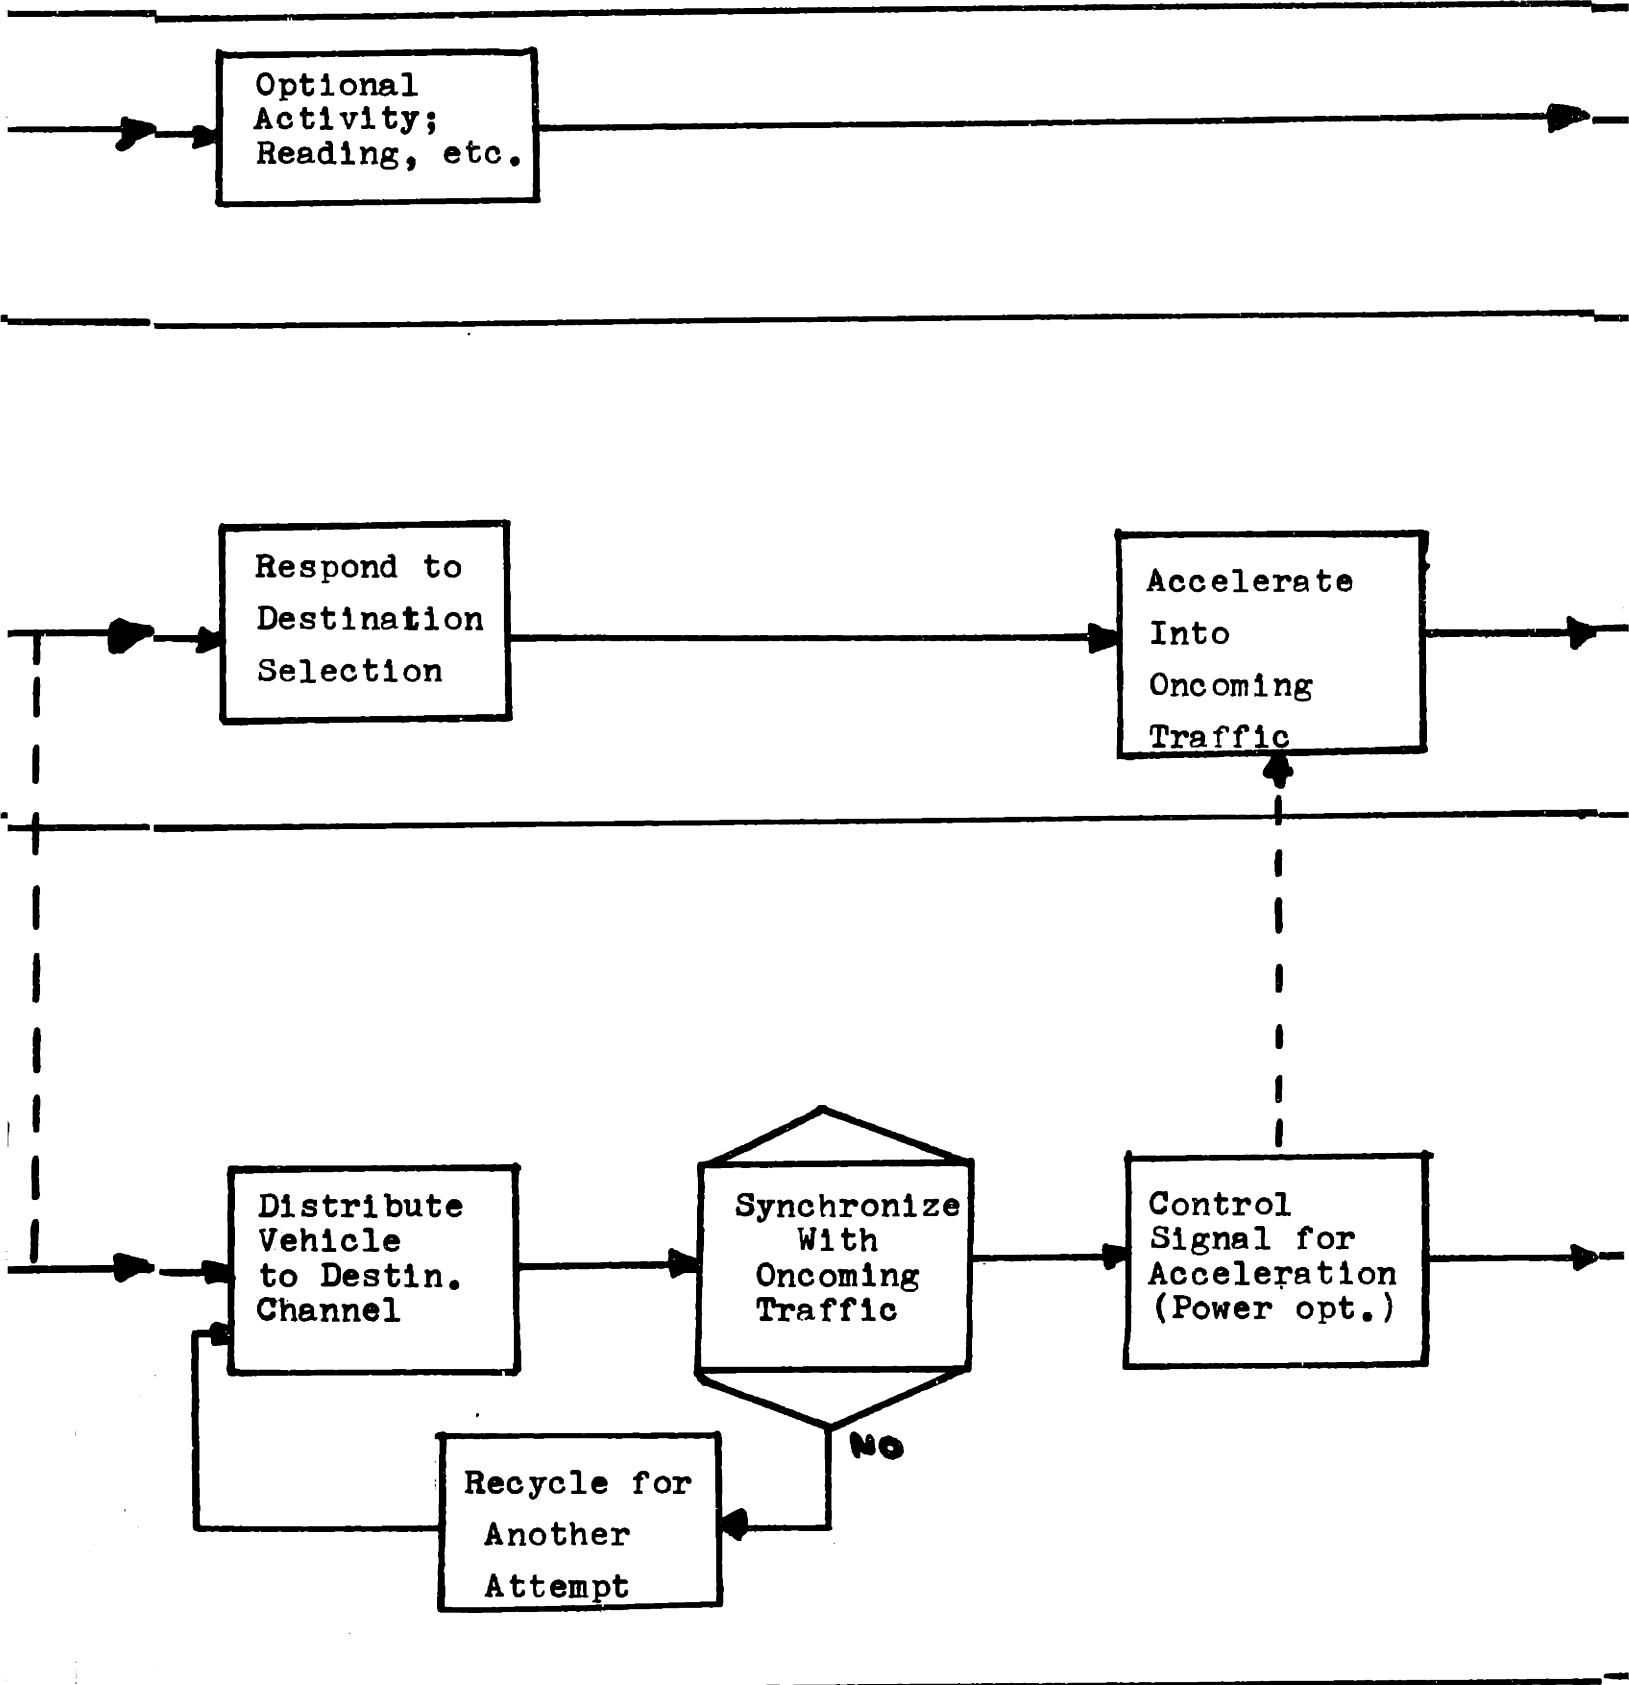 Optional
Activity;
Reading, etc.
Respond to
Destination
Selection
Accelerate
Into
Oncoming
Traffic
Distribute
Vehicle
to Destin.
Channel
Synchronize
With
Oncoming
Traffic
Control
Signal for
Acceleration
(Power opt.)
NO
Recycle for
Another
Attempt